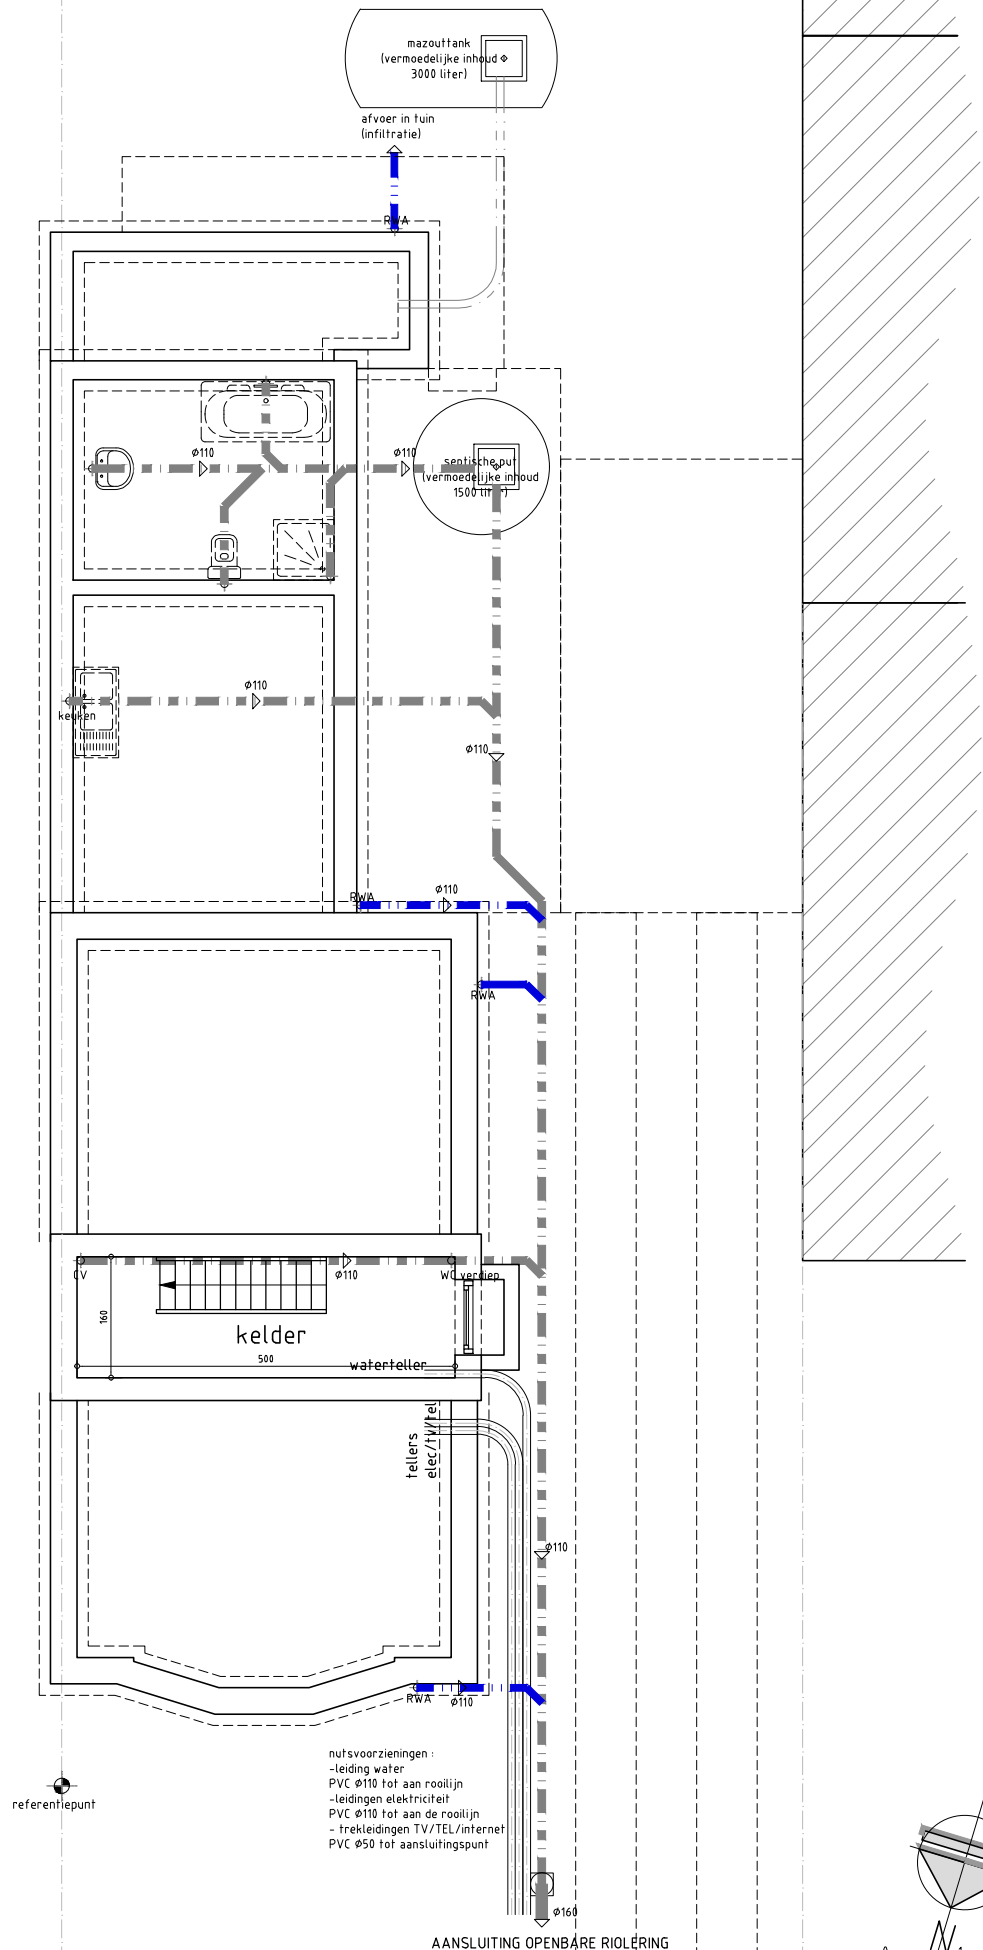 mazouttank
(vermoedelijke inhoud
3000 liter)
afvoer in tuin
(infiltratie)
RWA
Ø110
Ø110
septische put
(vermoedelijke inhoud
1500 liter)
Ø110
keuken
Ø110
RWA
Ø110
RWA
CV
Ø110
WC verdiep
160
kelder
500
waterteller
tellers
elec/tv/tel
Ø110
RWA
Ø110
nutsvoorzieningen :
-leiding water
PVC Ø110 tot aan rooilijn
-leidingen elektriciteit
PVC Ø110 tot aan de rooilijn
- trekleidingen TV/TEL/internet
PVC Ø50 tot aansluitingspunt
referentiepunt
Ø160
AANSLUITING OPENBARE RIOLERING